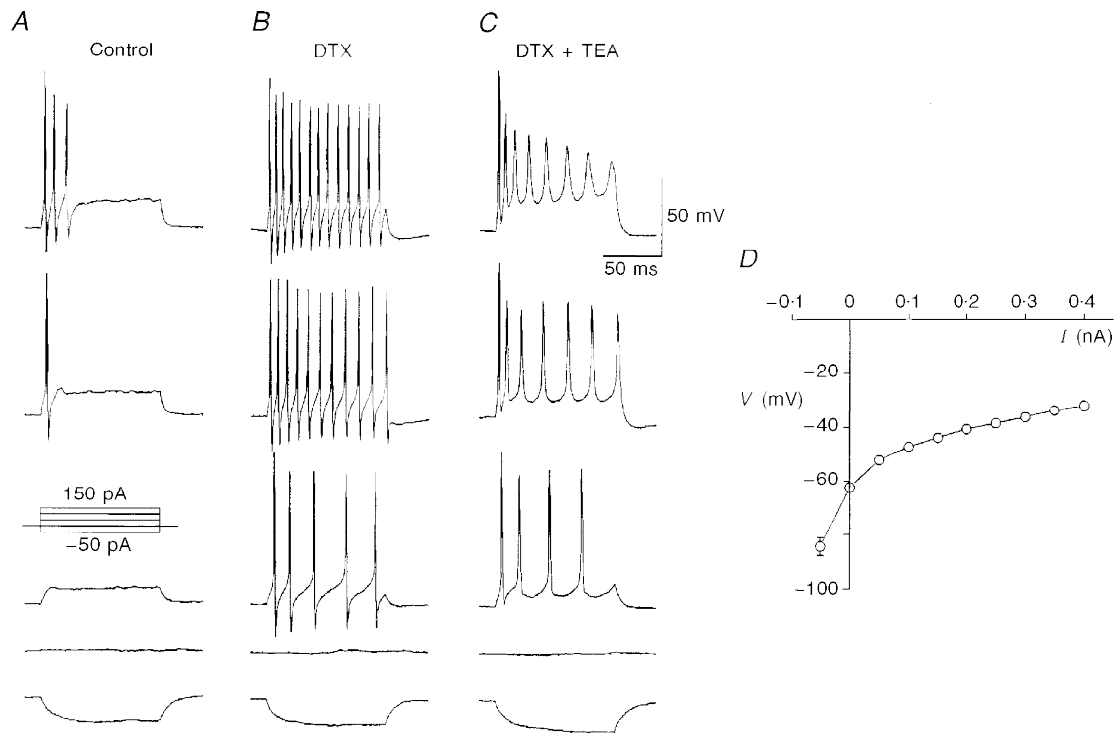 A
Control
B
DTX
C
DTX + TEA
50 mV
50 ms
150 pA
−50 pA
D
−0·1 0 0·1 0·2 0·3 0·4
I (nA)
−20
V (mV)
−40
−60
−80
−100